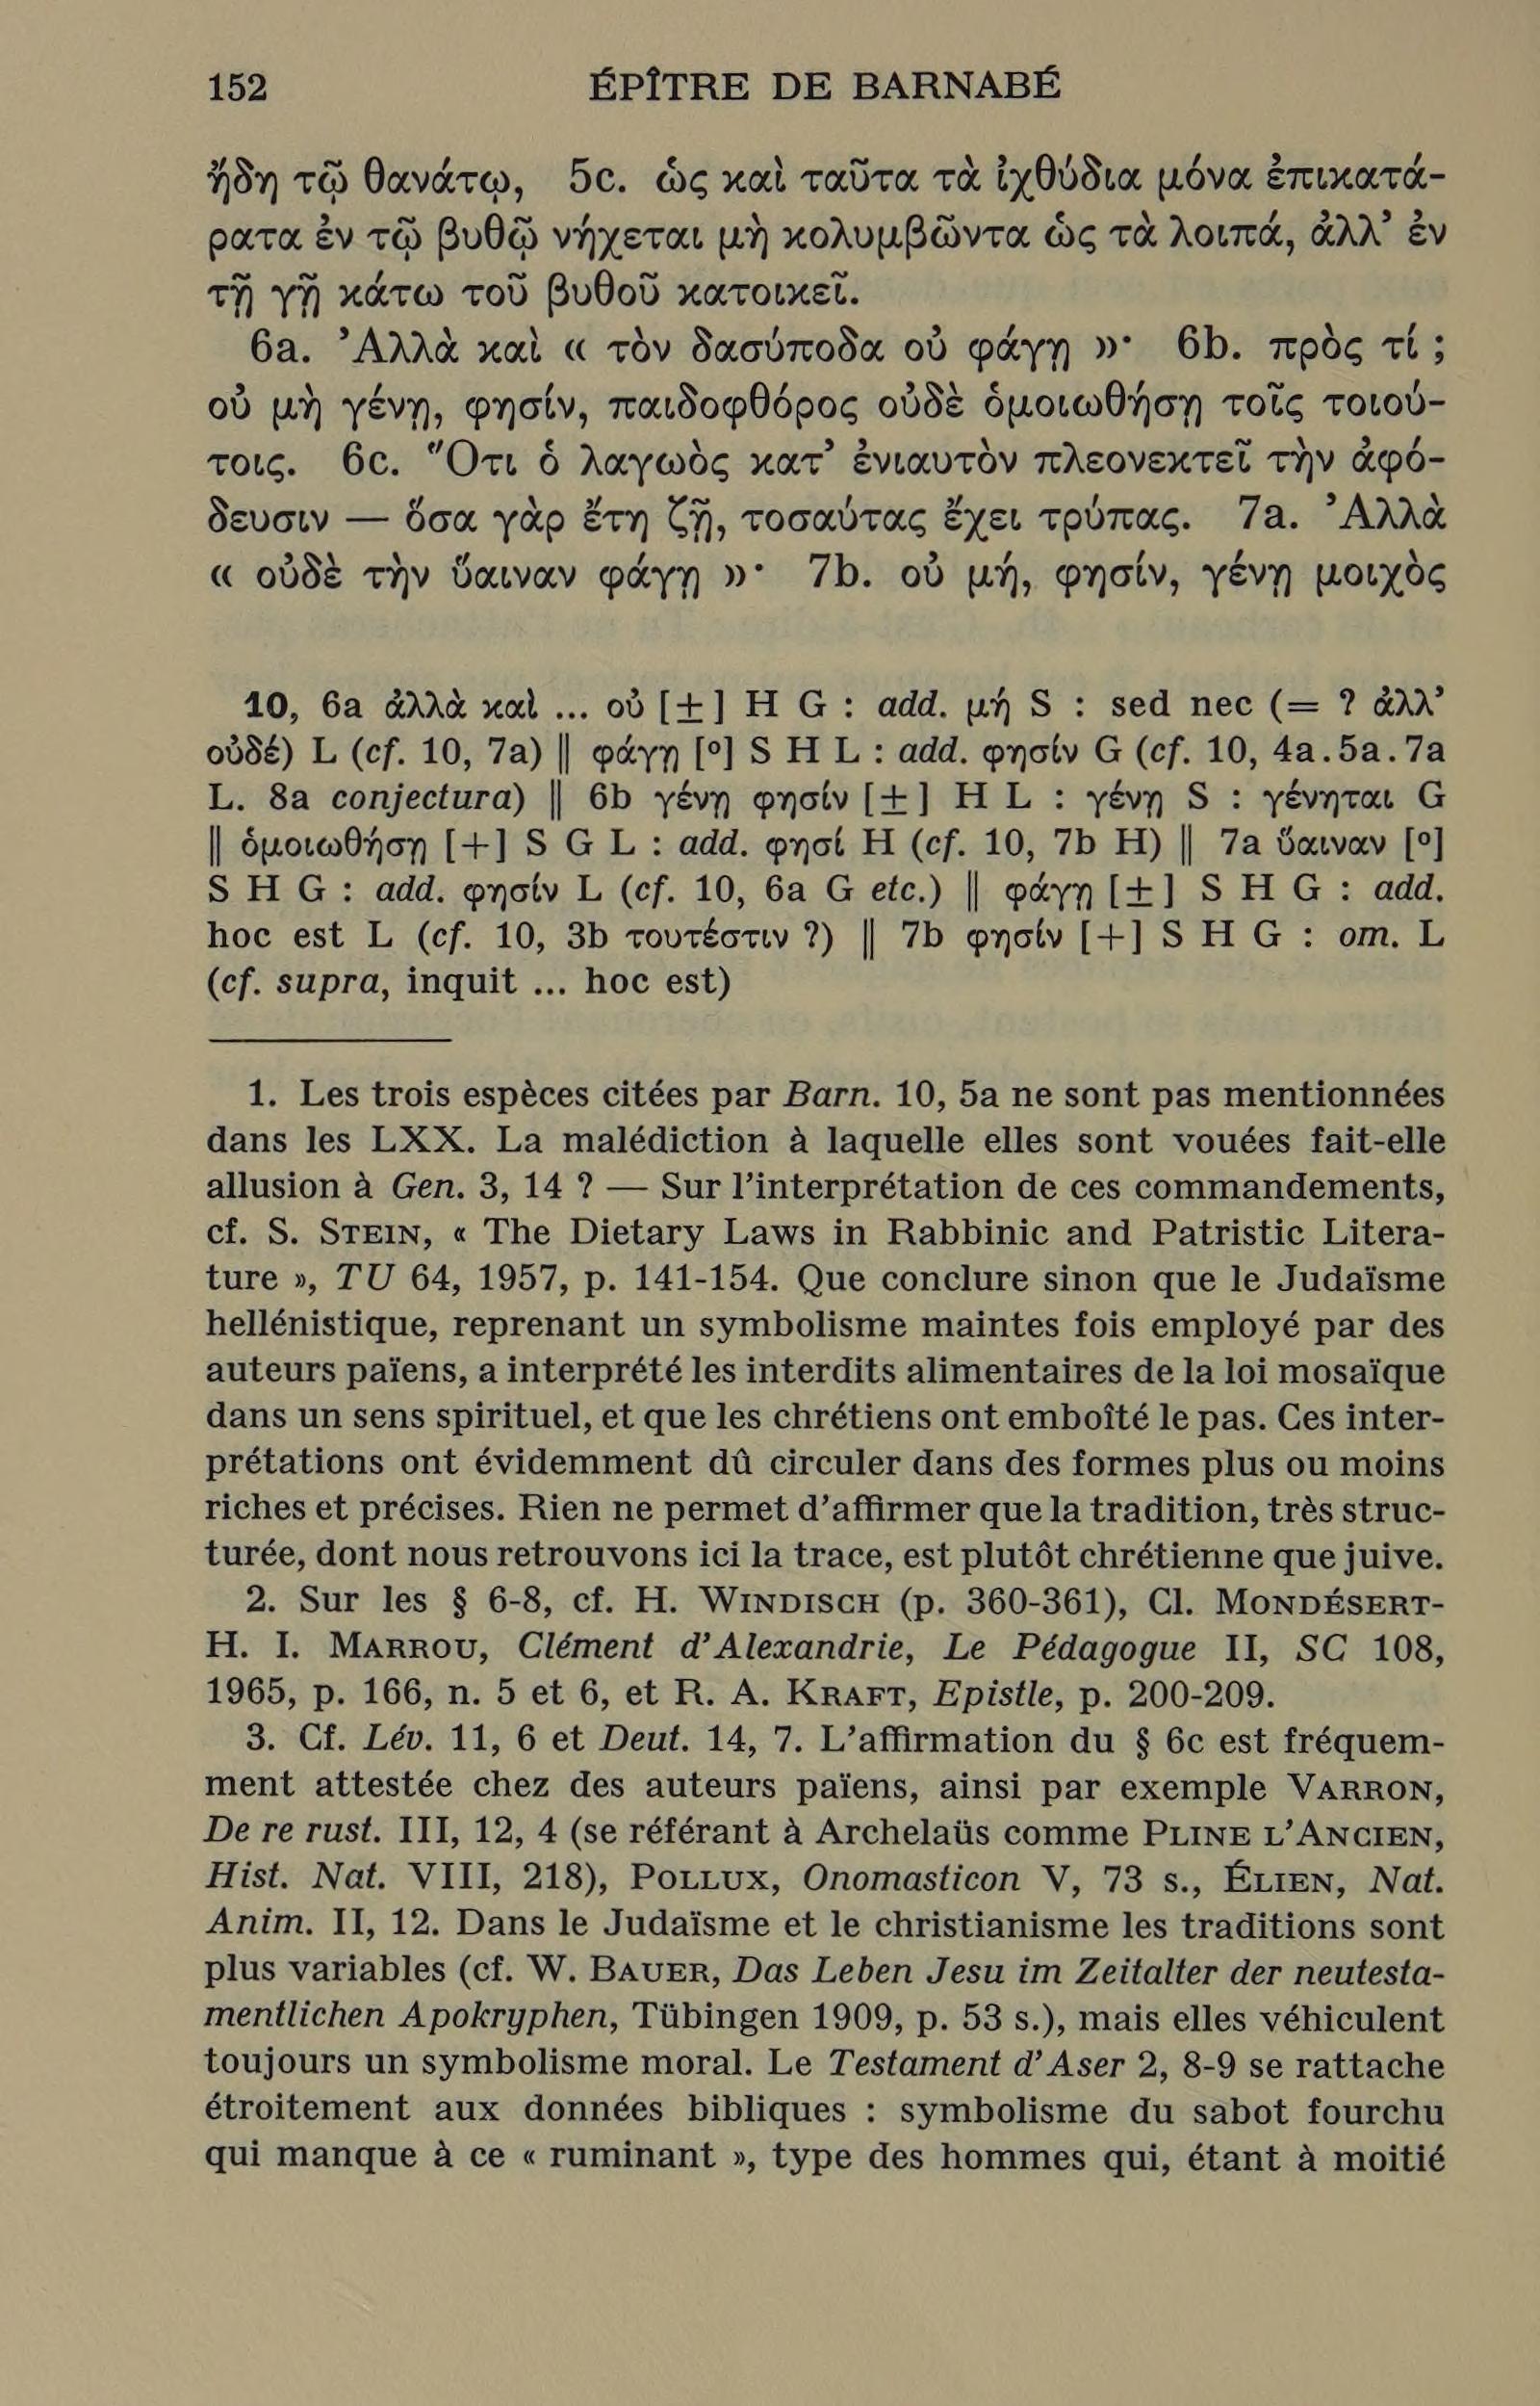 152 ÉPÎTRE DE BARNABÉ
ἤδη τῷ θανάτῳ, 5c. ὡς καὶ ταῦτα τὰ ἰχθύδια μόνα ἐπικατά-
ρατα ἐν τῷ βυθῷ νήχεται μὴ κολυμβῶντα ὡς τὰ λοιπά, ἀλλ’ ἐν
τῇ γῇ κάτω τοῦ βυθοῦ κατοικεῖ.
6a. Ἀλλὰ καὶ « τὸν δασύποδα οὐ φάγῃ »· 6b. πρὸς τί ;
οὐ μὴ γένῃ, φησίν, παιδοφθόρος οὐδὲ ὁμοιωθήσῃ τοῖς τοιού-
τοις. 6c. Ὅτι ὁ λαγωὸς κατ’ ἐνιαυτὸν πλεονεκτεῖ τὴν ἀφό-
δευσιν — ὅσα γὰρ ἔτη ζῇ, τοσαύτας ἔχει τρύπας. 7a. Ἀλλὰ
« οὐδὲ τὴν ὕαιναν φάγῃ »· 7b. οὐ μή, φησίν, γένῃ μοιχὸς
10, 6a ἀλλὰ καὶ ... οὐ [±] H G : add. μή S : sed nec (= ? ἀλλ’
οὐδέ) L (cf. 10, 7a) || φάγῃ [º] S H L : add. φησίν G (cf. 10, 4a.5a.7a
L. 8a conjectura) || 6b γένῃ φησίν [±] H L : γένῃ S : γένηται G
|| ὁμοιωθήσῃ [+] S G L : add. φησί H (cf. 10, 7b H) || 7a ὕαιναν [º]
S H G : add. φησίν L (cf. 10, 6a G etc.) || φάγῃ [±] S H G : add.
hoc est L (cf. 10, 3b τουτέστιν ?) || 7b φησίν [+] S H G : om. L
(cf. supra, inquit ... hoc est)
1. Les trois espèces citées par Barn. 10, 5a ne sont pas mentionnées
dans les LXX. La malédiction à laquelle elles sont vouées fait-elle
allusion à Gen. 3, 14 ? — Sur l’interprétation de ces commandements,
cf. S. STEIN, « The Dietary Laws in Rabbinic and Patristic Litera-
ture », TU 64, 1957, p. 141-154. Que conclure sinon que le Judaïsme
hellénistique, reprenant un symbolisme maintes fois employé par des
auteurs païens, a interprété les interdits alimentaires de la loi mosaïque
dans un sens spirituel, et que les chrétiens ont emboîté le pas. Ces inter-
prétations ont évidemment dû circuler dans des formes plus ou moins
riches et précises. Rien ne permet d’affirmer que la tradition, très struc-
turée, dont nous retrouvons ici la trace, est plutôt chrétienne que juive.
2. Sur les § 6-8, cf. H. WINDISCH (p. 360-361), Cl. MONDÉSERT-
H. I. MARROU, Clément d’Alexandrie, Le Pédagogue II, SC 108,
1965, p. 166, n. 5 et 6, et R. A. KRAFT, Epistle, p. 200-209.
3. Cf. Lév. 11, 6 et Deut. 14, 7. L’affirmation du § 6c est fréquem-
ment attestée chez des auteurs païens, ainsi par exemple VARRON,
De re rust. III, 12, 4 (se référant à Archelaüs comme PLINE L’ANCIEN,
Hist. Nat. VIII, 218), POLLUX, Onomasticon V, 73 s., ÉLIEN, Nat.
Anim. II, 12. Dans le Judaïsme et le christianisme les traditions sont
plus variables (cf. W. BAUER, Das Leben Jesu im Zeitalter der neutesta-
mentlichen Apokryphen, Tübingen 1909, p. 53 s.), mais elles véhiculent
toujours un symbolisme moral. Le Testament d’Aser 2, 8-9 se rattache
étroitement aux données bibliques : symbolisme du sabot fourchu
qui manque à ce « ruminant », type des hommes qui, étant à moitié